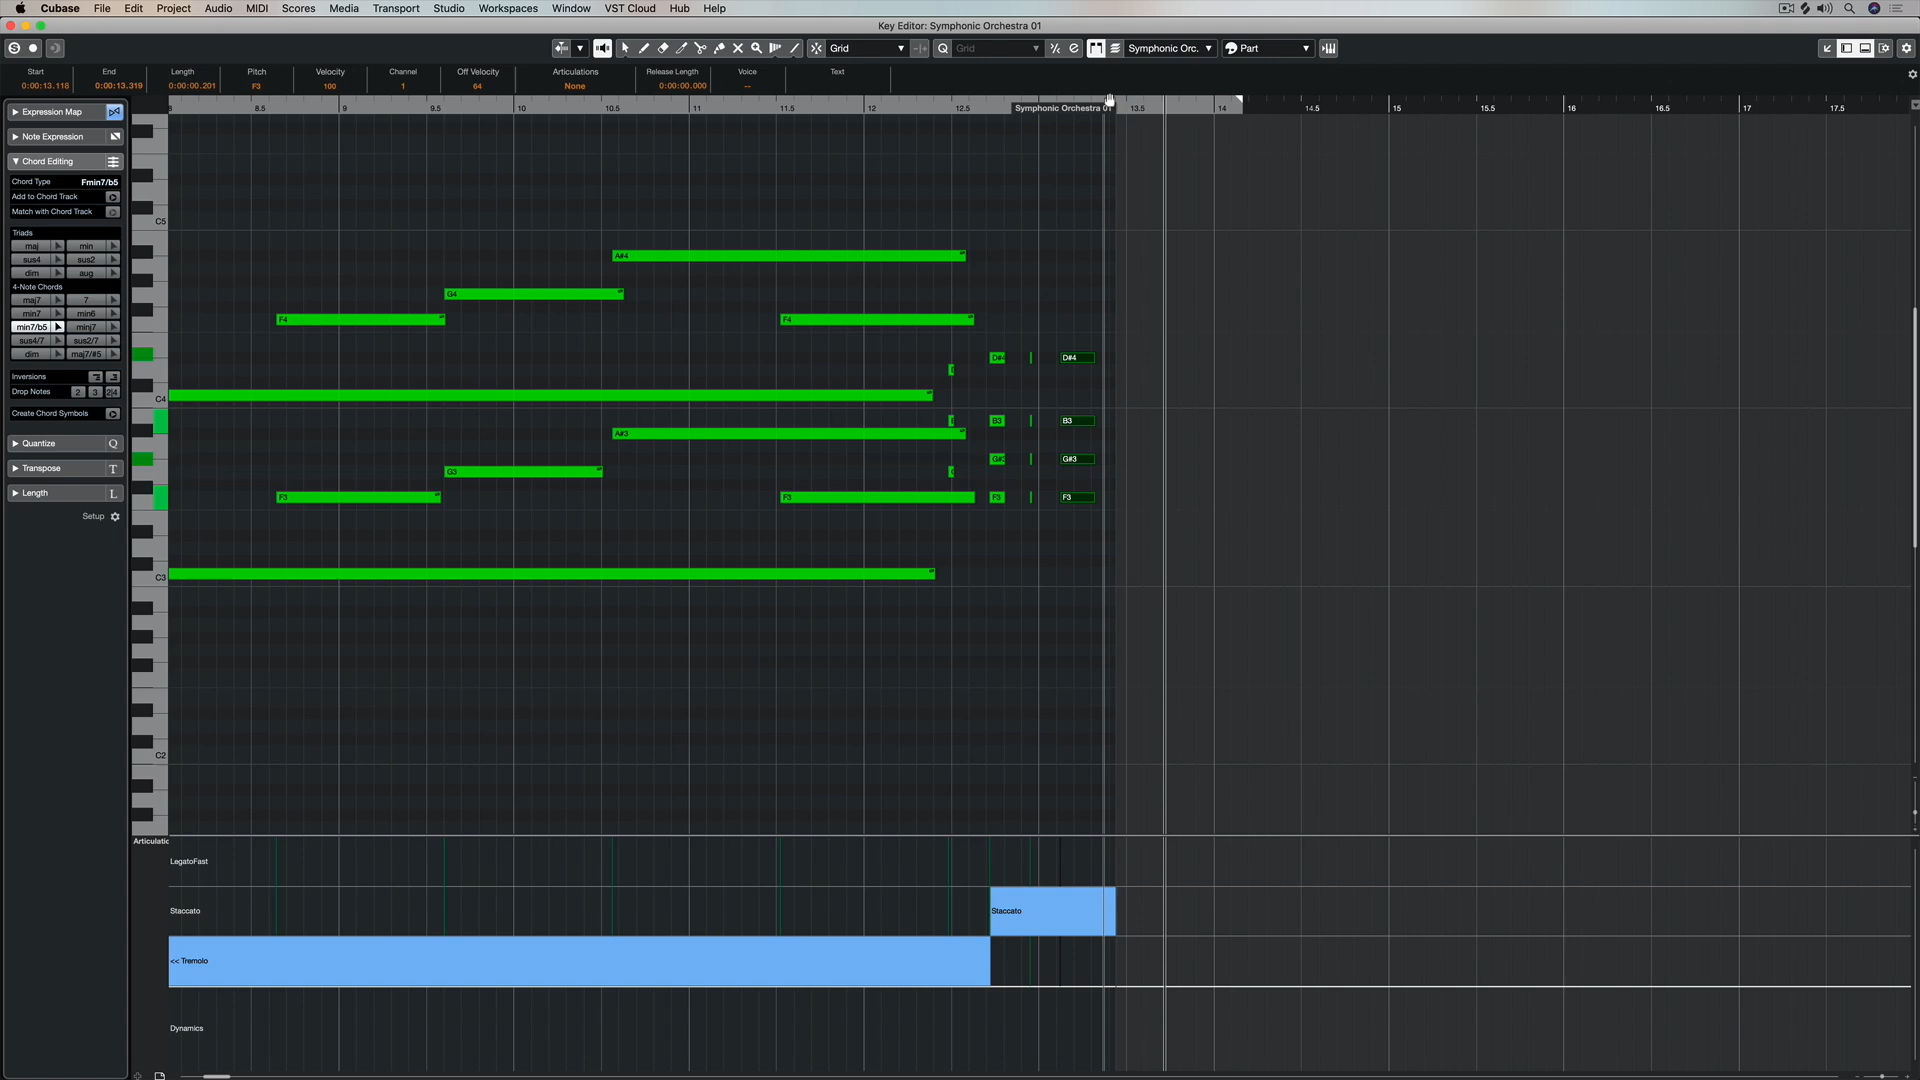 Cubase File Edit Project Audio MIDI Scores Media Transport Studio Workspaces Window VST Cloud Hub Help
Key Editor: Symphonic Orchestra 01
Grid Grid Symphonic Orc. Part
Start End Length Pitch Velocity Channel Off Velocity Articulations Release Length Voice Text
0:00:13.118 0:00:13.319 0:00:00.201 F3 100 1 64 None 0:00:00.000 --
8 8.5 9 9.5 10 10.5 11 11.5 12 12.5 13.5 14 14.5 15 15.5 16 16.5 17 17.5
Symphonic Orchestra 01
Expression Map
Note Expression
Chord Editing
Chord Type Fmin7/b5
Add to Chord Track
Match with Chord Track
Triads
maj min
sus4 sus2
dim aug
4-Note Chords
maj7 7
min7 min6
min7/b5 minj7
sus4/7 sus2/7
dim maj7/#5
Inversions
Drop Notes 2 3 2|4
Create Chord Symbols
Quantize Q
Transpose T
Length L
Setup
C5
A#4
G4
F4 F4
D#4 D#4
C4
B3 B3
A#3
G#3 G#3
G3
F3 F3 F3 F3
C3
C2
Articulatio
LegatoFast
Staccato Staccato
<< Tremolo
Dynamics